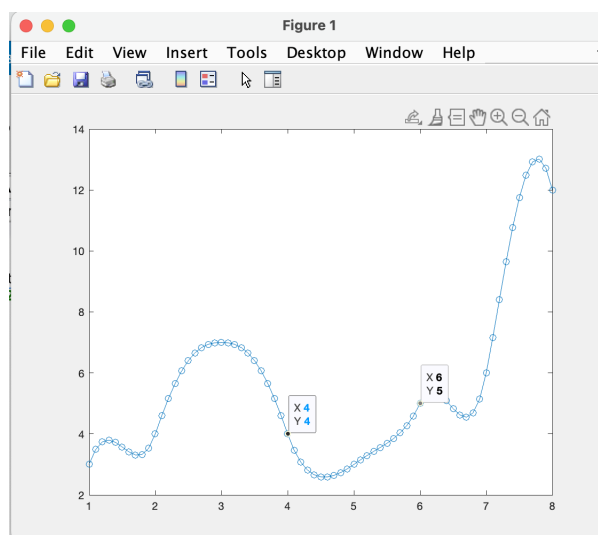 Figure 1
File Edit View Insert Tools Desktop Window Help
14
12
10
8
6
4
2
X 4
Y 4
X 6
Y 5
1 2 3 4 5 6 7 8